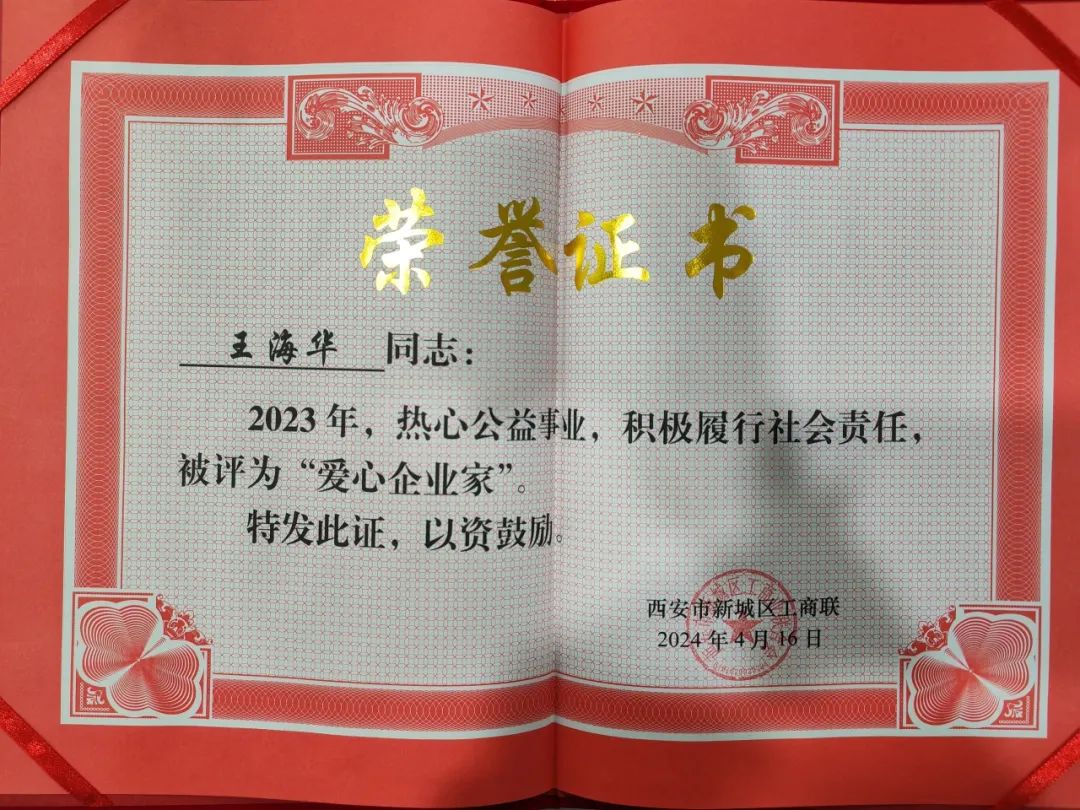 荣誉证书
王海华 同志：
2023年，热心公益事业，积极履行社会责任，
被评为“爱心企业家”。
特发此证，以资鼓励。
西安市新城区工商联
2024年4月16日